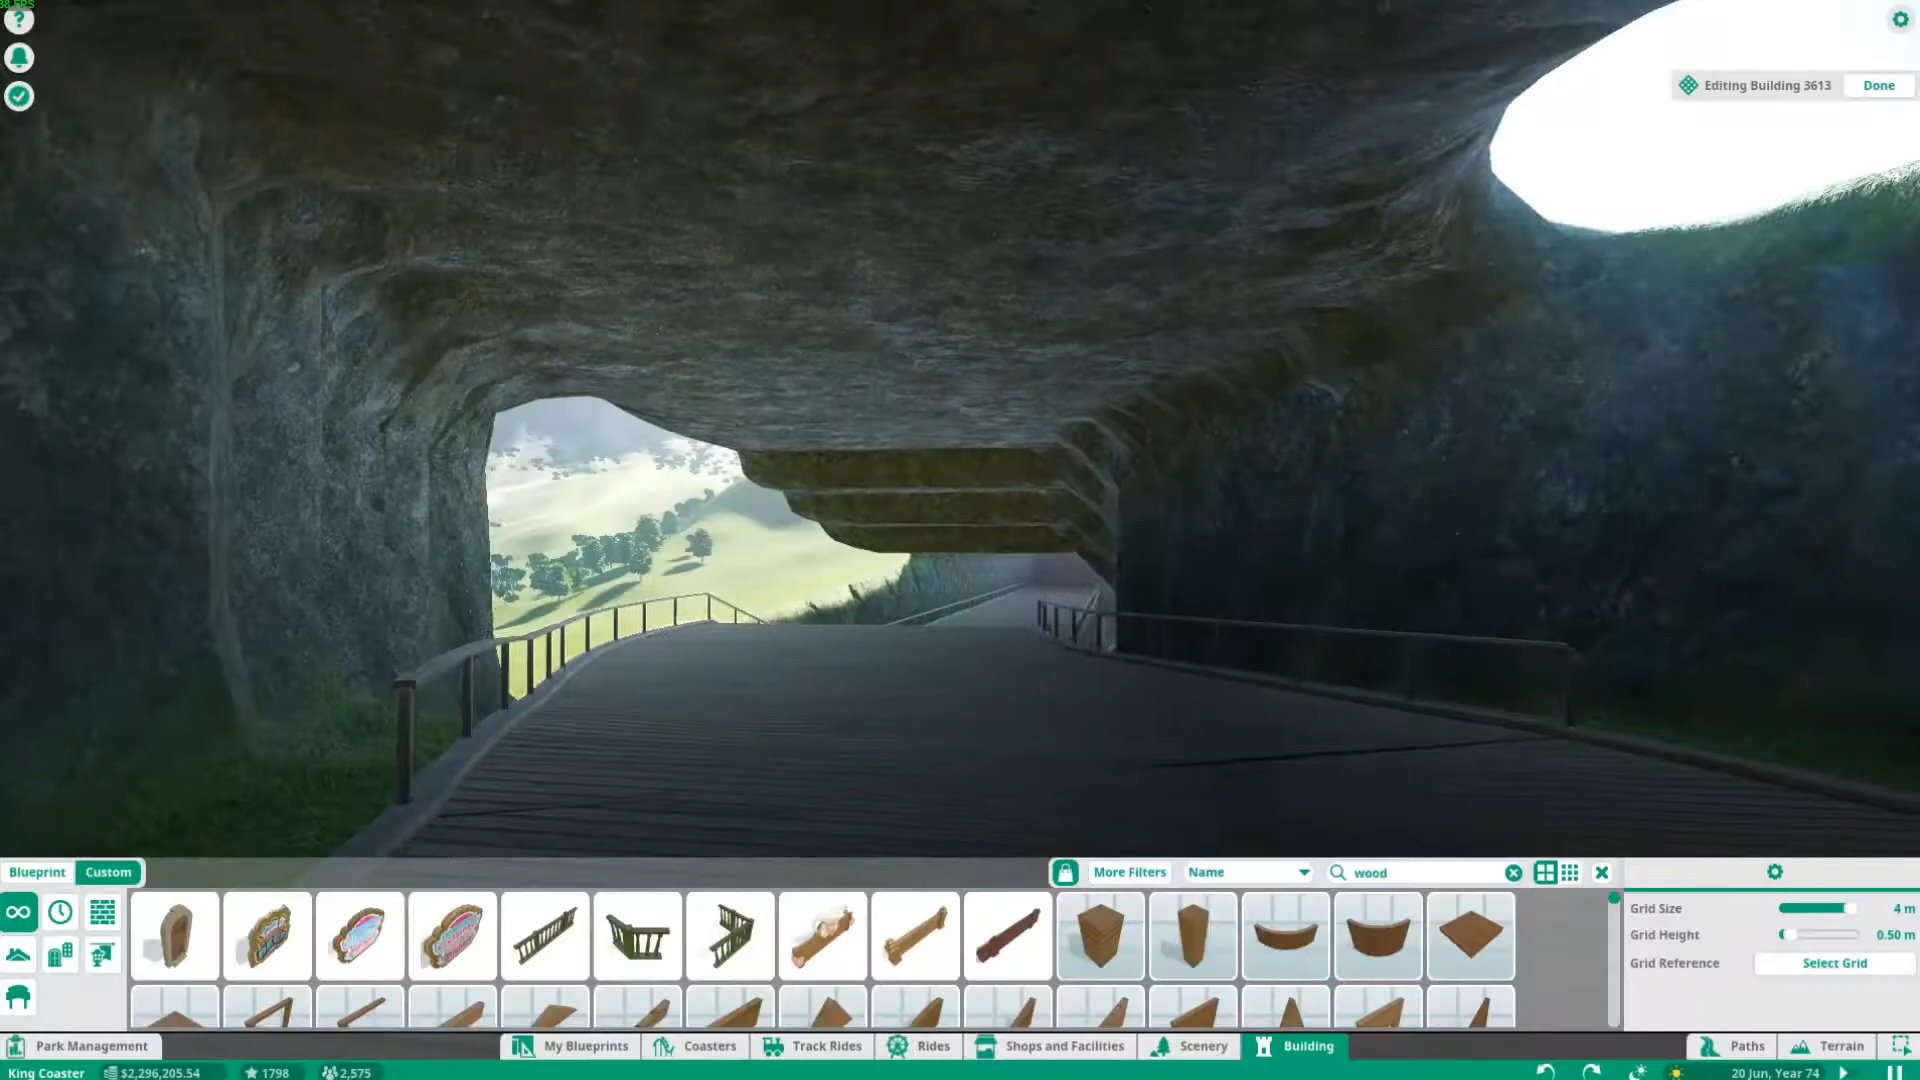 38 FPS
Editing Building 3613 Done
Blueprint Custom
More Filters Name wood
Grid Size 4 m
Grid Height 0.50 m
Grid Reference Select Grid
Park Management My Blueprints Coasters Track Rides Rides Shops and Facilities Scenery Building Paths Terrain
King Coaster $2,296,205.54 1798 2,575 20 Jun, Year 74